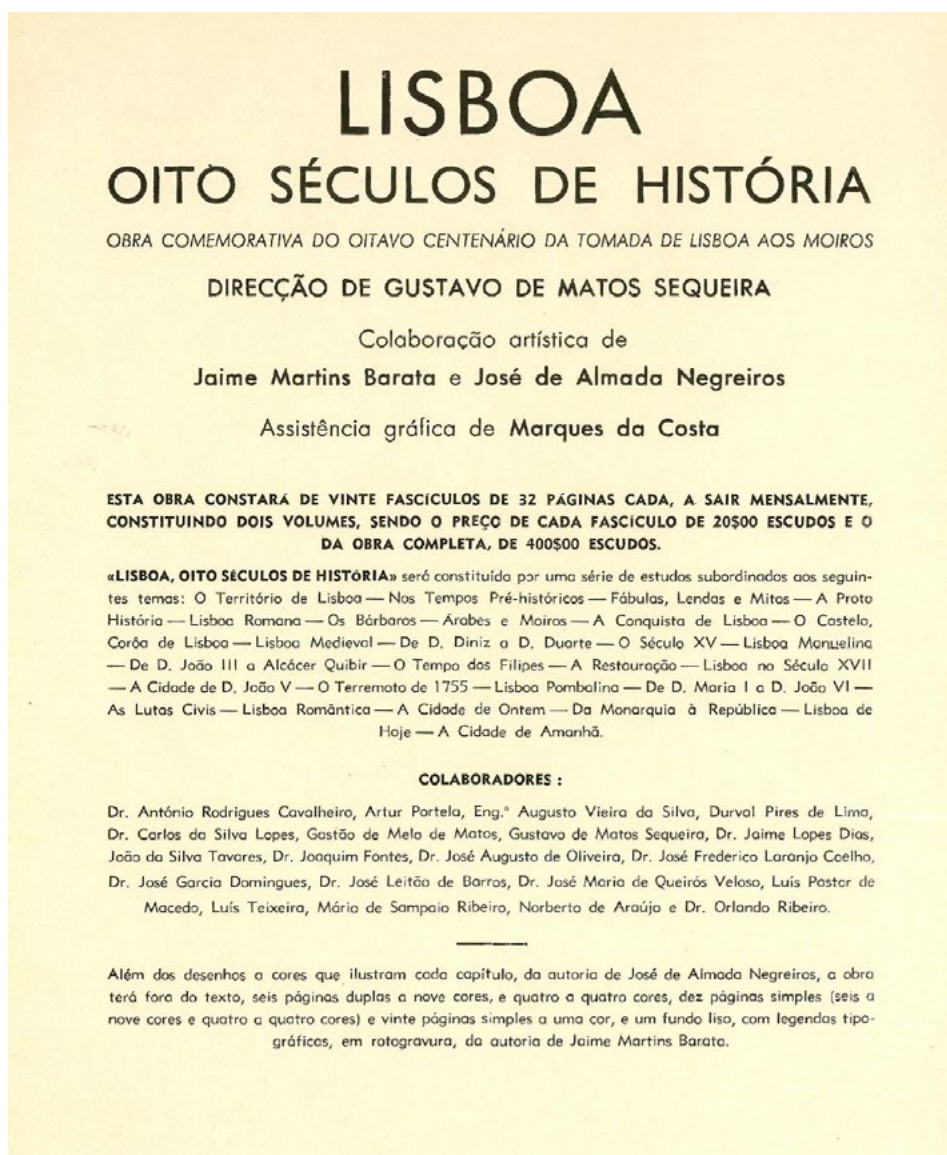 LISBOA
OITO SÉCULOS DE HISTÓRIA
OBRA COMEMORATIVA DO OITAVO CENTENÁRIO DA TOMADA DE LISBOA AOS MOIROS
DIRECÇÃO DE GUSTAVO DE MATOS SEQUEIRA
Colaboração artística de
Jaime Martins Barata e José de Almada Negreiros
Assistência gráfica de Marques da Costa
ESTA OBRA CONSTARÁ DE VINTE FASCÍCULOS DE 32 PÁGINAS CADA, A SAIR MENSALMENTE,
CONSTITUINDO DOIS VOLUMES, SENDO O PREÇO DE CADA FASCÍCULO DE 20$00 ESCUDOS E O
DA OBRA COMPLETA, DE 400$00 ESCUDOS.
«LISBOA, OITO SÉCULOS DE HISTÓRIA» será constituída por uma série de estudos subordinados aos seguin-
tes temas: O Território de Lisboa — Nos Tempos Pré-históricos — Fábulas, Lendas e Mitos — A Proto
História — Lisboa Romana — Os Bárbaros — Árabes e Moiros — A Conquista de Lisboa — O Castelo,
Corôa de Lisboa — Lisboa Medieval — De D. Diniz a D. Duarte — O Século XV — Lisboa Manuelina
— De D. João III a Alcácer Quibir — O Tempo dos Filipes — A Restauração — Lisboa no Século XVII
— A Cidade de D. João V — O Terremoto de 1755 — Lisboa Pombalina — De D. Maria I a D. João VI —
As Lutas Civis — Lisboa Romântica — A Cidade de Ontem — Da Monarquia à República — Lisboa de
Hoje — A Cidade de Amanhã.
COLABORADORES :
Dr. António Rodrigues Cavalheiro, Artur Portela, Eng.º Augusto Vieira da Silva, Durval Pires de Lima,
Dr. Carlos da Silva Lopes, Gastão de Melo de Matos, Gustavo de Matos Sequeira, Dr. Jaime Lopes Dias,
João da Silva Tavares, Dr. Joaquim Fontes, Dr. José Augusto de Oliveira, Dr. José Frederico Laranjo Coelho,
Dr. José Garcia Domingues, Dr. José Leitão de Barros, Dr. José Maria de Queirós Veloso, Luís Pastor de
Macedo, Luís Teixeira, Mário de Sampaio Ribeiro, Norberto de Araújo e Dr. Orlando Ribeiro.
Além dos desenhos a cores que ilustram cada capítulo, da autoria de José de Almada Negreiros, a obra
terá fora do texto, seis páginas duplas a nove cores, e quatro a quatro cores, dez páginas simples (seis a
nove cores e quatro a quatro cores) e vinte páginas simples a uma cor, e um fundo liso, com legendas tipo-
gráficas, em rotogravura, da autoria de Jaime Martins Barata.